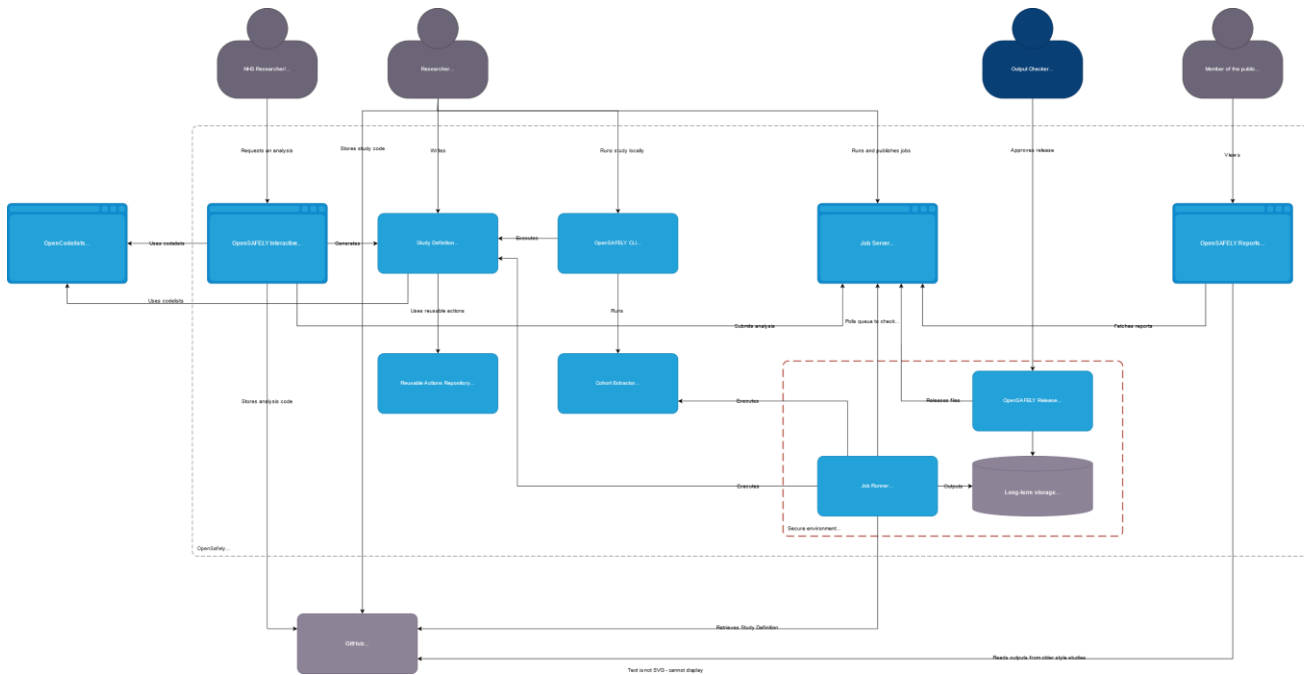 NHS Researcher/...
Researcher...
Output Checker...
Member of the public...
Requests an analysis
Stores study code
Writes
Runs study locally
Runs and publishes jobs
Approves release
Views
OpenCodelists...
Uses codelists
OpenSAFELY Interactive...
Generates
Study Definition...
Executes
OpenSAFELY CLI...
Job Server...
OpenSAFELY Reports...
Uses codelists
Uses reusable actions
Runs
Submits analysis
Polls queue to check...
Fetches reports
Reusable Actions Repository...
Cohort Extractor...
Stores analysis code
Executes
Releases files
OpenSAFELY Release...
Executes
Job Runner...
Outputs
Long-term storage...
Secure environment...
OpenSafely...
GitHub...
Retrieves Study Definition...
Reads outputs from older style studies
Text is not SVG - cannot display